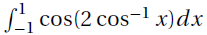 ∫₋₁¹ cos(2 cos⁻¹ x)dx